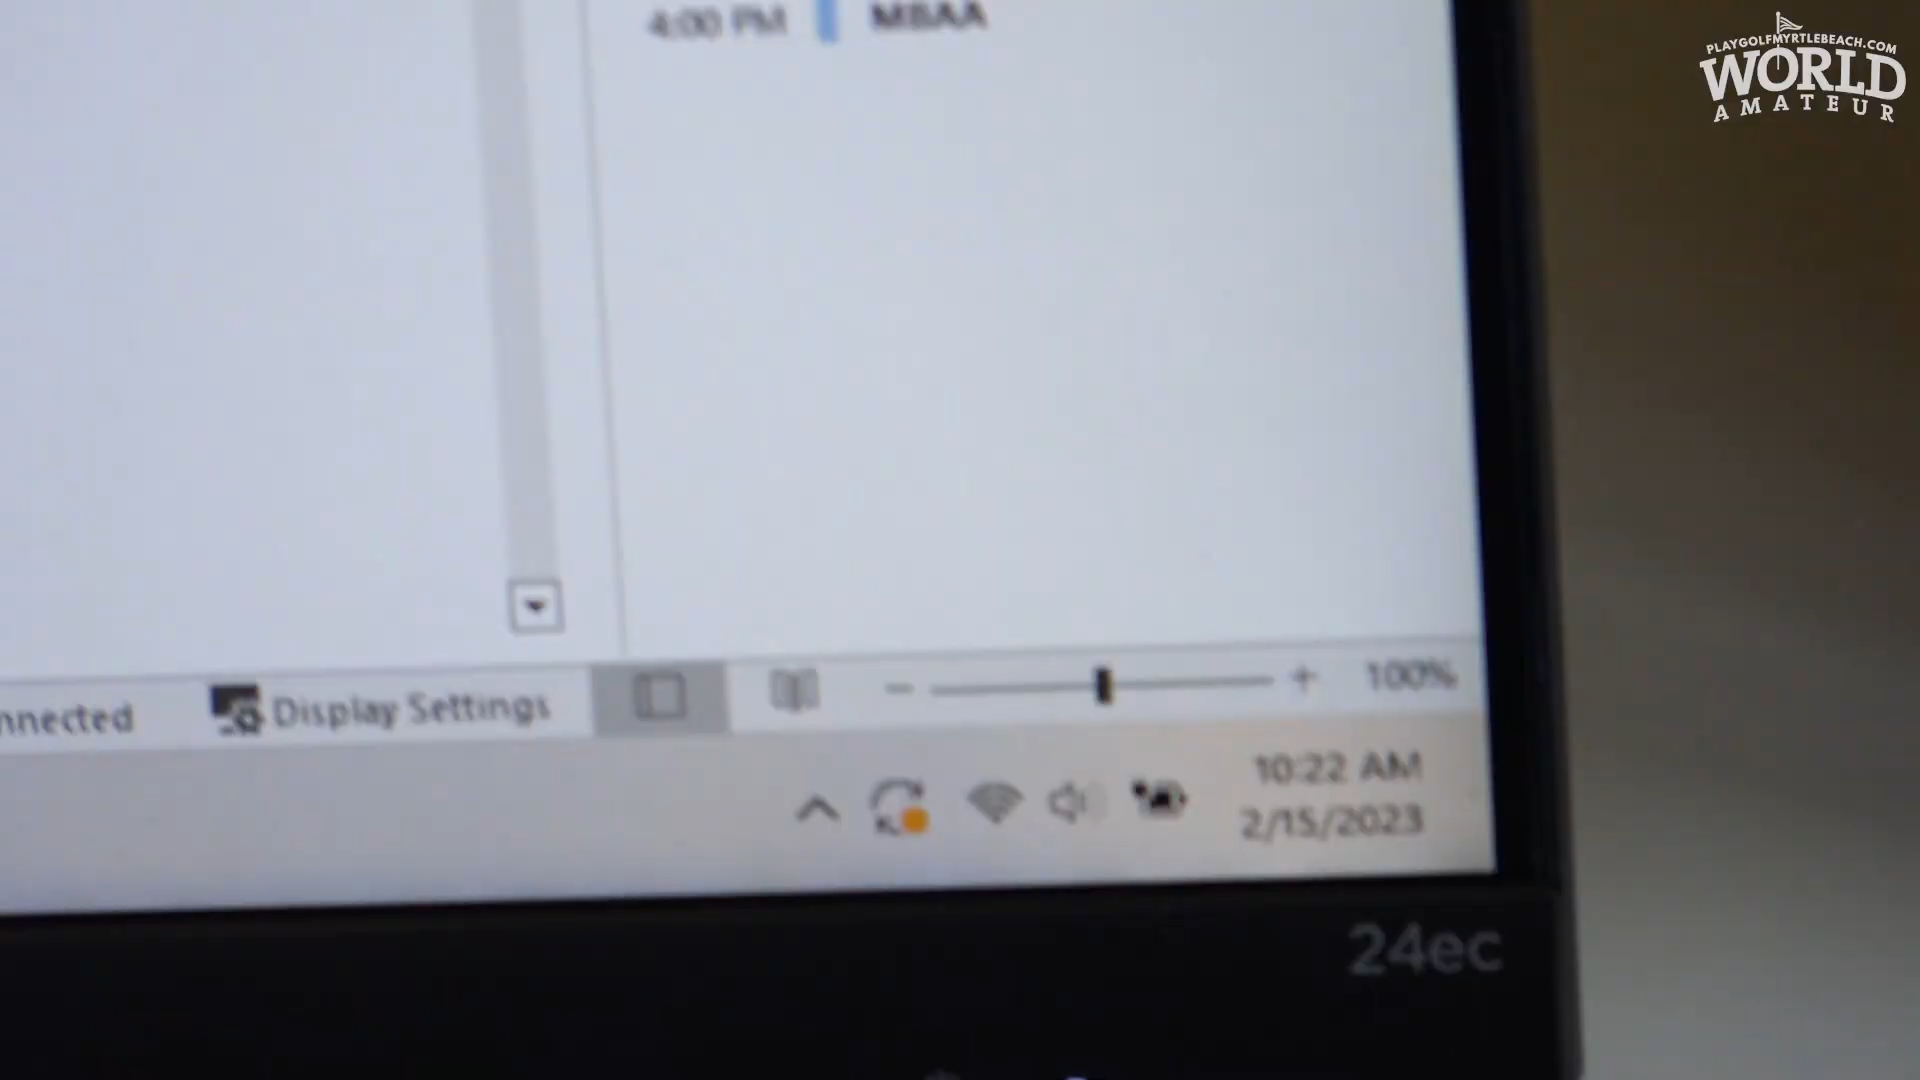 4:00 PM MBAA
PLAYGOLFMYRTLEBEACH.COM
WORLD
AMATEUR
nnected Display Settings 100%
10:22 AM
2/15/2023
24ec